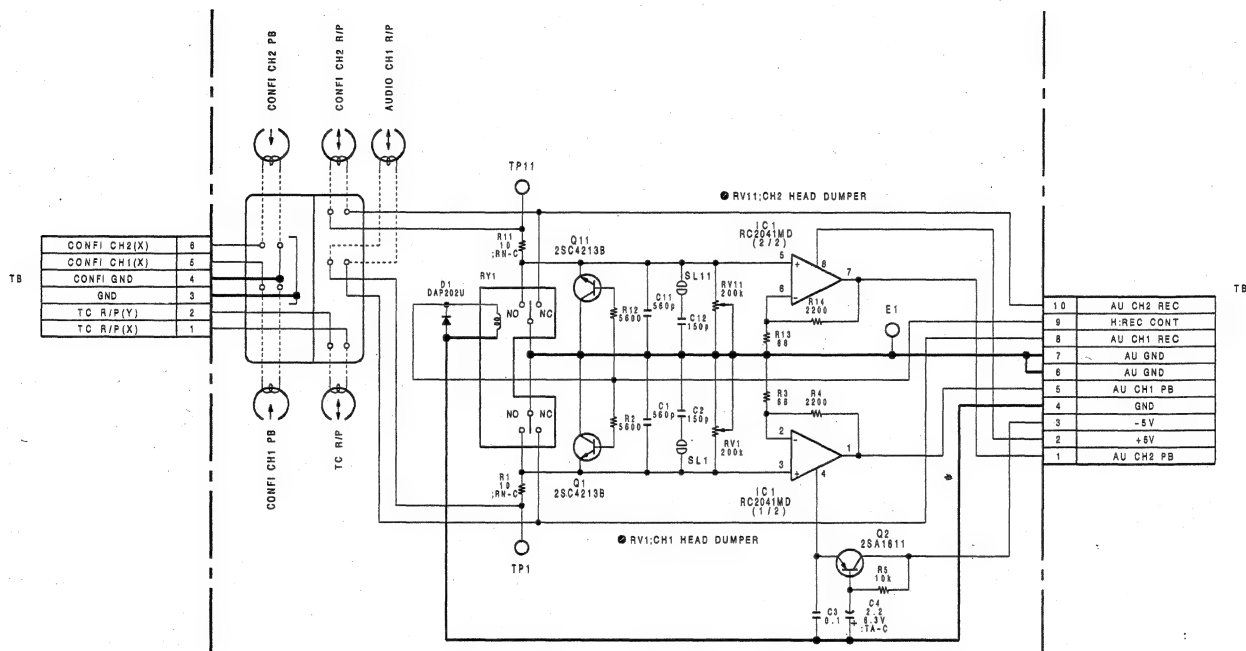 CONFI CH2 PB
CONFI CH2 R/P
AUDIO CH1 R/P
TP11
RV11;CH2 HEAD DUMPER
TB
CONFI CH2(X) 6
CONFI CH1(X) 5
CONFI GND 4
GND 3
TC R/P(Y) 2
TC R/P(X) 1
R11
10
;RN-C
Q11
2SC4213B
IC1
RC2041MD
(2/2)
5
6
7
8
D1
DAP202U
RY1
NO
NC
R12
5600
C11
560p
SL11
C12
150p
RV11
200k
R14
2200
R13
68
E1
TB
10 AU CH2 REC
9 H:REC CONT
8 AU CH1 REC
7 AU GND
6 AU GND
5 AU CH1 PB
4 GND
3 -5V
2 +5V
1 AU CH2 PB
NO
NC
R2
5600
C1
560p
C2
150p
SL1
RV1
200k
R3
68
R4
2200
2
3
1
4
CONFI CH1 PB
TC R/P
R1
10
;RN-C
Q1
2SC4213B
IC1
RC2041MD
(1/2)
TP1
RV1;CH1 HEAD DUMPER
Q2
2SA1611
R5
10k
C3
0.1
C4
2.2
6.3V
:TA-C